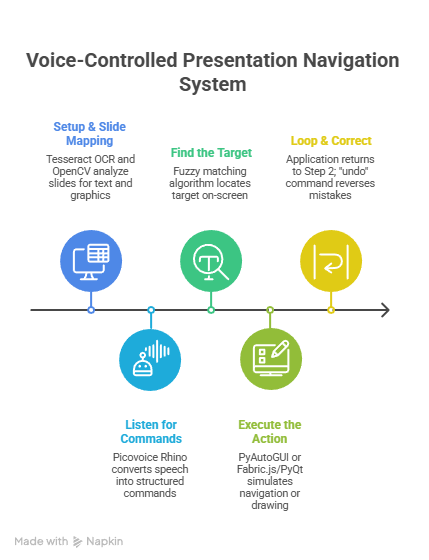 Voice-Controlled Presentation Navigation
System
Setup & Slide
Mapping
Tesseract OCR and
OpenCV analyze
slides for text and
graphics
Find the Target
Fuzzy matching
algorithm locates
target on-screen
Loop & Correct
Application returns
to Step 2; "undo"
command reverses
mistakes
Listen for
Commands
Picovoice Rhino
converts speech
into structured
commands
Execute the
Action
PyAutoGUI or
Fabric.js/PyQt
simulates
navigation or
drawing
Made with Napkin